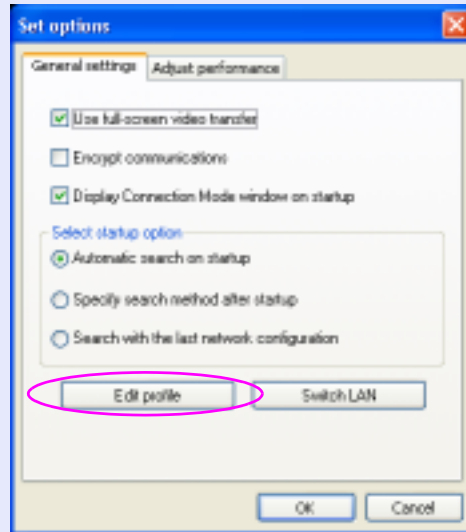 Set options
General settings
Adjust performance
Use full-screen video transfer
Encrypt communications
Display Connection Mode window on startup
Select startup option
Automatic search on startup
Specify search method after startup
Search with the last network configuration
Edit profile
Switch LAN
OK
Cancel